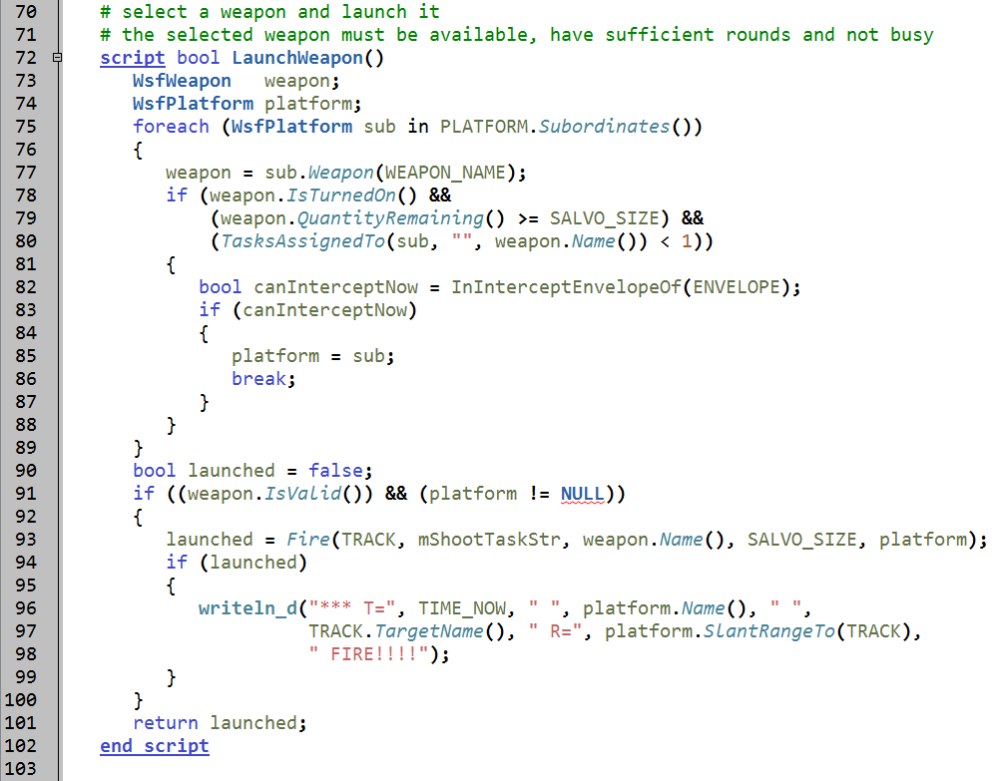 70 # select a weapon and launch it
71 # the selected weapon must be available, have sufficient rounds and not busy
72 script bool LaunchWeapon()
73 WsfWeapon weapon;
74 WsfPlatform platform;
75 foreach (WsfPlatform sub in PLATFORM.Subordinates())
76 {
77 weapon = sub.Weapon(WEAPON_NAME);
78 if (weapon.IsTurnedOn() &&
79 (weapon.QuantityRemaining() >= SALVO_SIZE) &&
80 (TasksAssignedTo(sub, "", weapon.Name()) < 1))
81 {
82 bool canInterceptNow = InInterceptEnvelopeOf(ENVELOPE);
83 if (canInterceptNow)
84 {
85 platform = sub;
86 break;
87 }
88 }
89 }
90 bool launched = false;
91 if ((weapon.IsValid()) && (platform != NULL))
92 {
93 launched = Fire(TRACK, mShootTaskStr, weapon.Name(), SALVO_SIZE, platform);
94 if (launched)
95 {
96 writeln_d("*** T=", TIME_NOW, " ", platform.Name(), " ",
97 TRACK.TargetName(), " R=", platform.SlantRangeTo(TRACK),
98 " FIRE!!!!");
99 }
100 }
101 return launched;
102 end_script
103